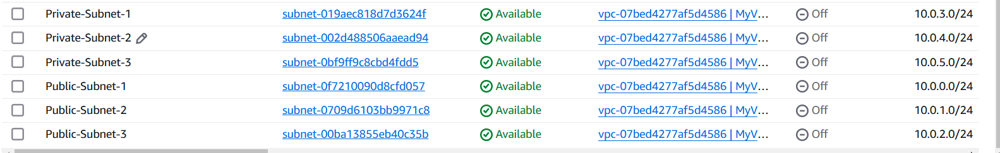 Private-Subnet-1 subnet-019aec818d7d3624f Available vpc-07bed4277af5d4586 | MyV... Off 10.0.3.0/24
Private-Subnet-2 subnet-002d488506aaead94 Available vpc-07bed4277af5d4586 | MyV... Off 10.0.4.0/24
Private-Subnet-3 subnet-0bf9ff9c8cbd4fdd5 Available vpc-07bed4277af5d4586 | MyV... Off 10.0.5.0/24
Public-Subnet-1 subnet-0f7210090d8cfd057 Available vpc-07bed4277af5d4586 | MyV... Off 10.0.0.0/24
Public-Subnet-2 subnet-0709d6103bb9971c8 Available vpc-07bed4277af5d4586 | MyV... Off 10.0.1.0/24
Public-Subnet-3 subnet-00ba13855eb40c35b Available vpc-07bed4277af5d4586 | MyV... Off 10.0.2.0/24